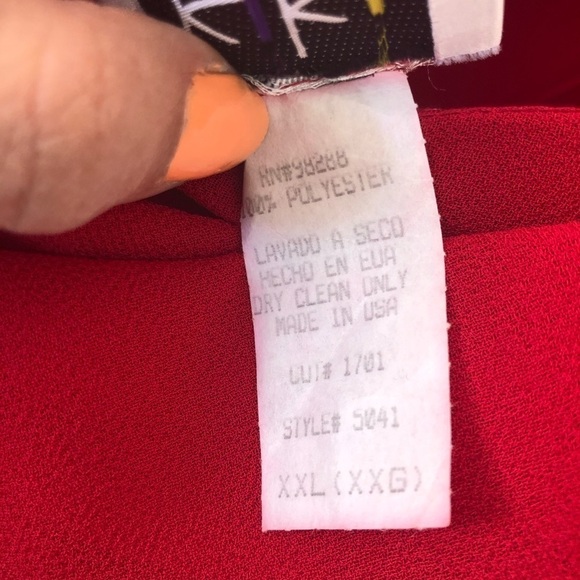 RN#98288
100% POLYESTER
LAVADO A SECO
HECHO EN EUA
DRY CLEAN ONLY
MADE IN USA
CUT# 1701
STYLE# 5041
XXL(XXG)